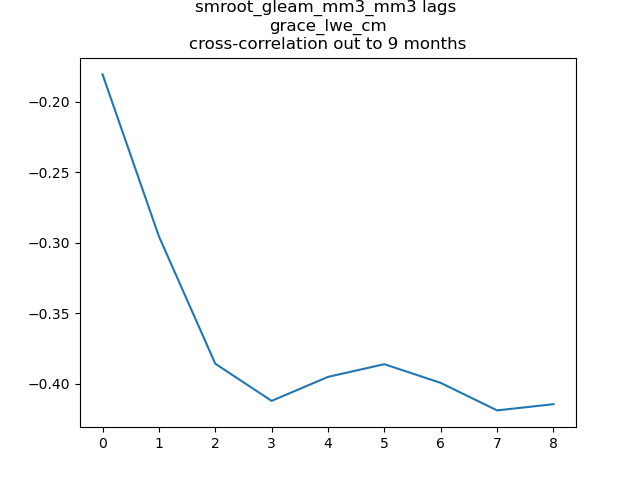 smroot_gleam_mm3_mm3 lags
grace_lwe_cm
cross-correlation out to 9 months
−0.20
−0.25
−0.30
−0.35
−0.40
0 1 2 3 4 5 6 7 8